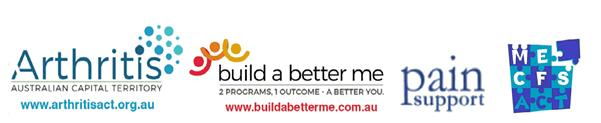 Arthritis
AUSTRALIAN CAPITAL TERRITORY
www.arthritisact.org.au
build a better me
2 PROGRAMS, 1 OUTCOME - A BETTER YOU.
www.buildabetterme.com.au
pain
support
ME
CFS
ACT